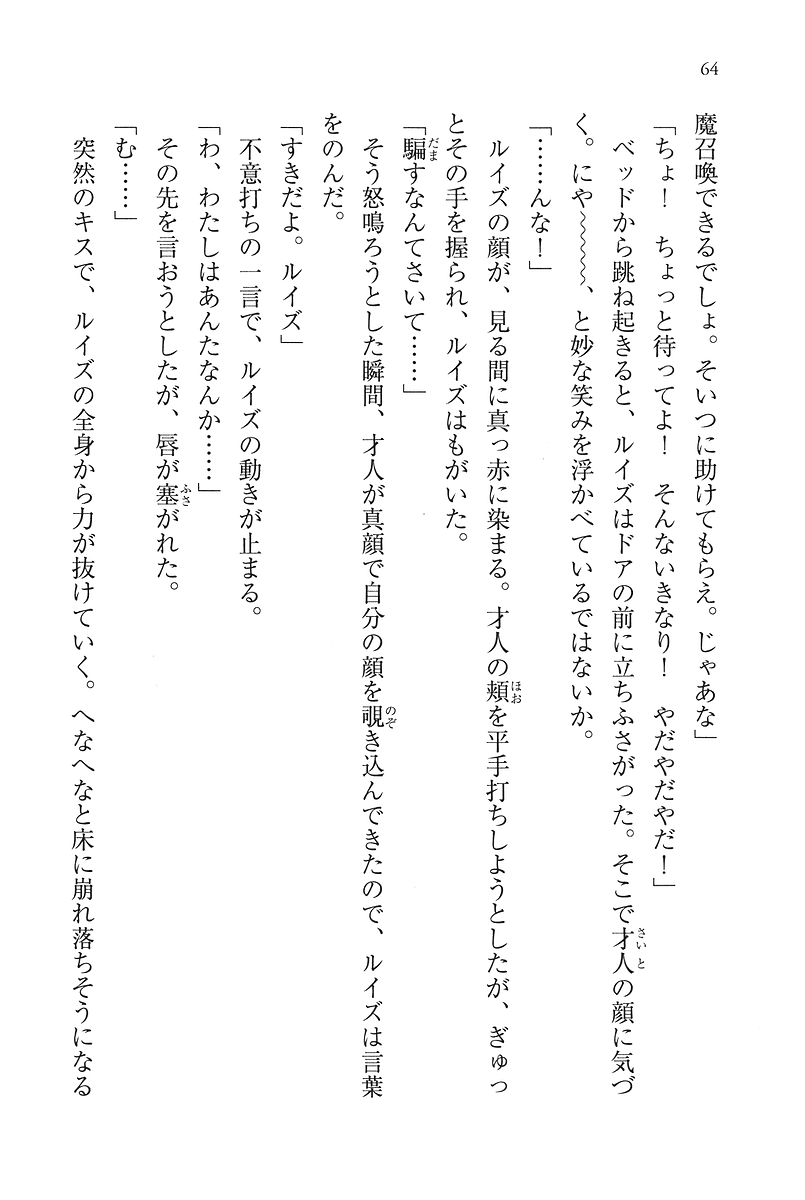 64
魔召喚できるでしょ。そいつに助けてもらえ。じゃあな」
「ちょ！　ちょっと待ってよ！　そんないきなり！　やだやだやだ！」
ベッドから跳ね起きると、ルイズはドアの前に立ちふさがった。そこで才人の顔に気づ
く。にや〜〜〜〜、と妙な笑みを浮かべているではないか。
「……んな！」
ルイズの顔が、見る間に真っ赤に染まる。才人の頬を平手打ちしようとしたが、ぎゅっ
とその手を握られ、ルイズはもがいた。
「騙すなんてさいて……」
そう怒鳴ろうとした瞬間、才人が真顔で自分の顔を覗き込んできたので、ルイズは言葉
をのんだ。
「すきだよ。ルイズ」
不意打ちの一言で、ルイズの動きが止まる。
「わ、わたしはあんたなんか……」
その先を言おうとしたが、唇が塞がれた。
「む……」
突然のキスで、ルイズの全身から力が抜けていく。へなへなと床に崩れ落ちそうになる